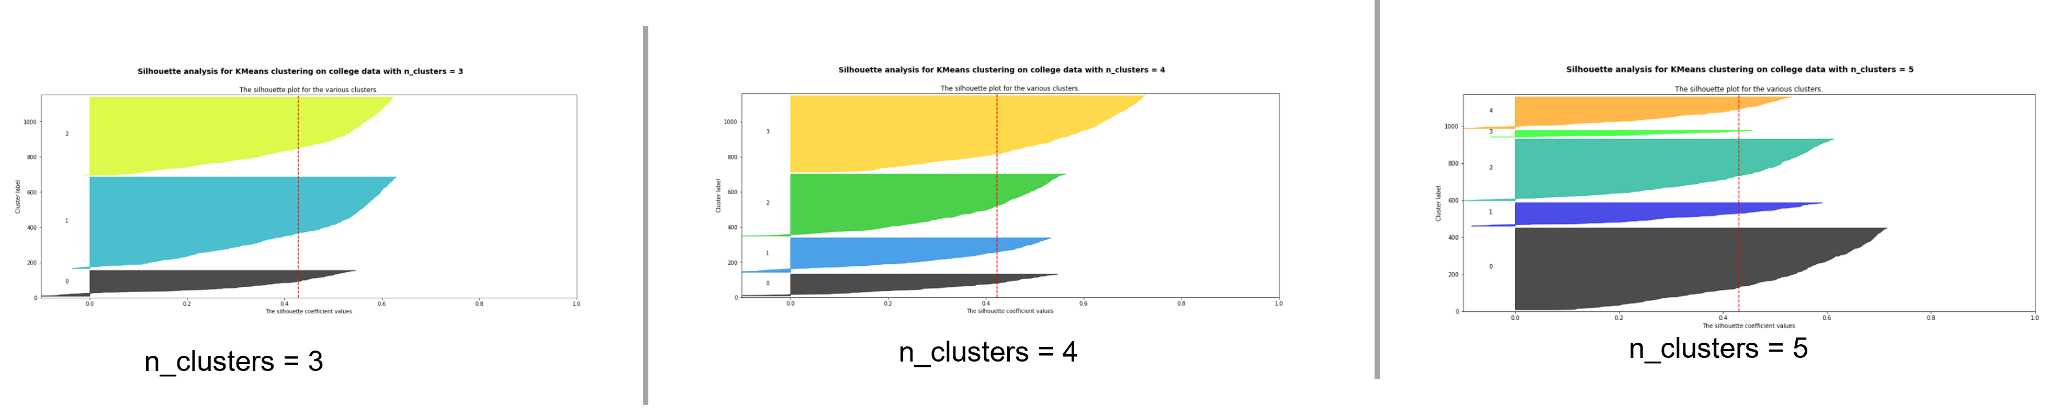 Silhouette analysis for KMeans clustering on college data with n_clusters = 3
The silhouette plot for the various clusters.
Cluster label
1000
800
600
400
200
0
2
1
0
0.0 0.2 0.4 0.6 0.8 1.0
The silhouette coefficient values
n_clusters = 3
Silhouette analysis for KMeans clustering on college data with n_clusters = 4
The silhouette plot for the various clusters.
Cluster label
1000
800
600
400
200
0
3
2
1
0
0.0 0.2 0.4 0.6 0.8 1.0
The silhouette coefficient values
n_clusters = 4
Silhouette analysis for KMeans clustering on college data with n_clusters = 5
The silhouette plot for the various clusters.
Cluster label
1000
800
600
400
200
0
4
3
2
1
0
0.0 0.2 0.4 0.6 0.8 1.0
The silhouette coefficient values
n_clusters = 5